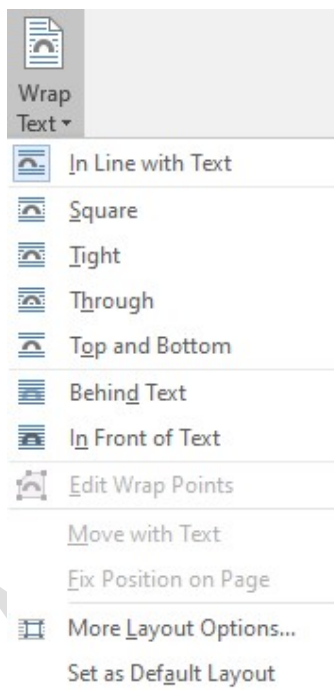 Wrap
Text
In Line with Text
Square
Tight
Through
Top and Bottom
Behind Text
In Front of Text
Edit Wrap Points
Move with Text
Fix Position on Page
More Layout Options...
Set as Default Layout